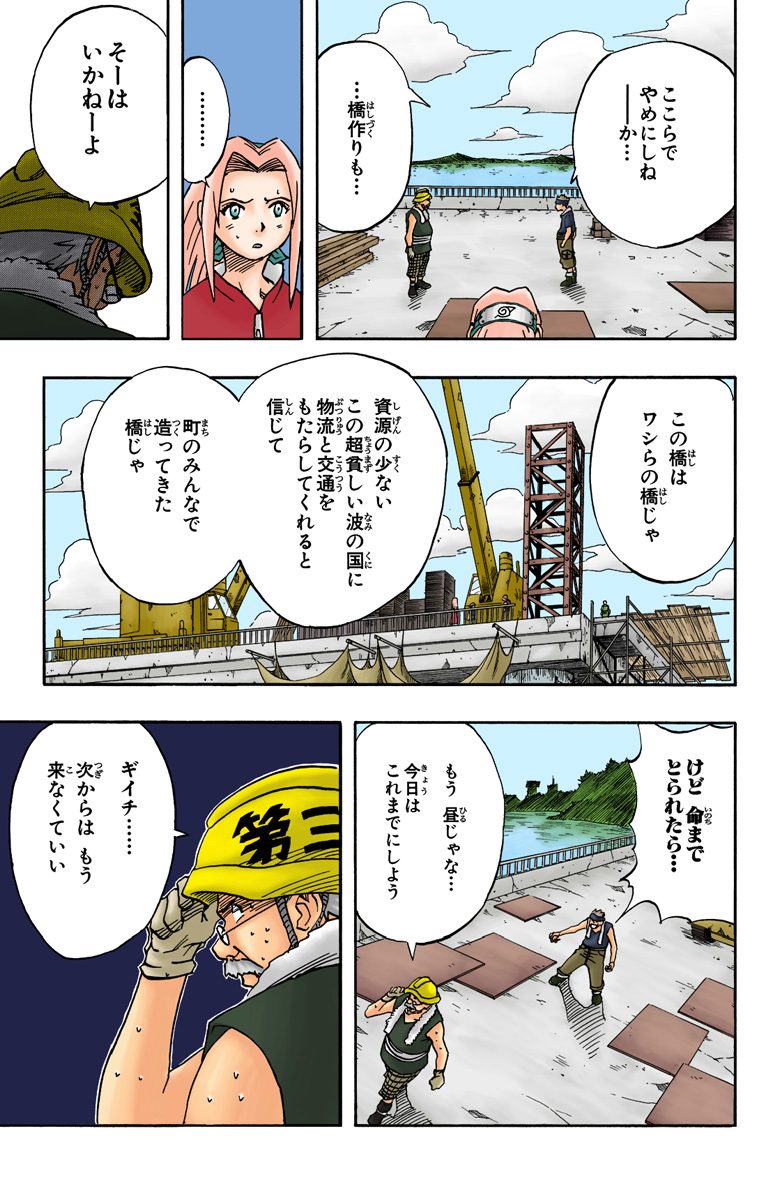 ここらで
やめにしね
――か…
…橋作りも…
………
そーは
いかねーよ
この橋は
ワシらの橋じゃ
資源の少ない
この超貧しい波の国に
物流と交通を
もたらしてくれると
信じて
町のみんなで
造ってきた
橋じゃ
けど 命まで
とられたら…
もう 昼じゃな…
今日は
これまでにしよう
ギイチ……
次からは もう
来なくていい
第三